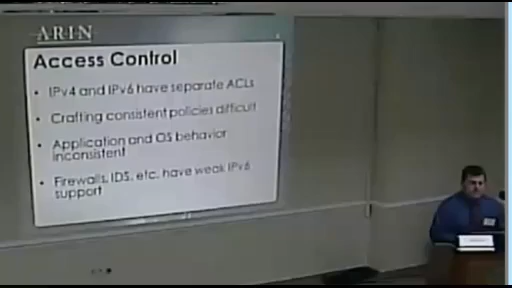 ARIN
Access Control
• IPv4 and IPv6 have separate ACLs
• Crafting consistent policies difficult
• Application and OS behavior
inconsistent
• Firewalls, IDS, etc. have weak IPv6
support